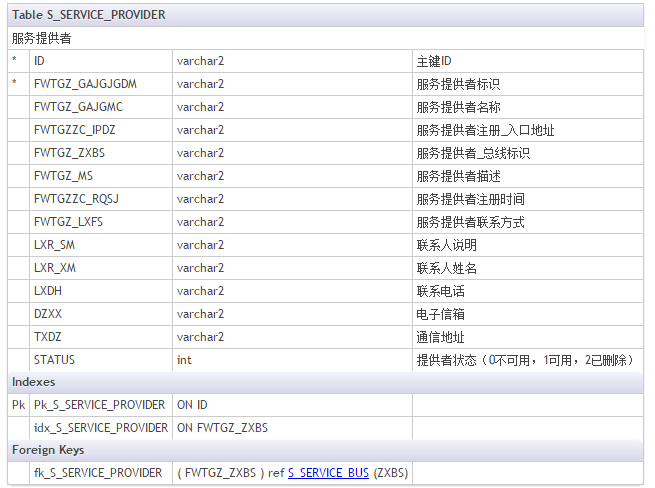 Table S_SERVICE_PROVIDER
服务提供者
* ID varchar2 主键ID
* FWTGZ_GAJGJGDM varchar2 服务提供者标识
FWTGZ_GAJGMC varchar2 服务提供者名称
FWTGZZC_IPDZ varchar2 服务提供者注册_入口地址
FWTGZ_ZXBS varchar2 服务提供者_总线标识
FWTGZ_MS varchar2 服务提供者描述
FWTGZZC_RQSJ varchar2 服务提供者注册时间
FWTGZ_LXFS varchar2 服务提供者联系方式
LXR_SM varchar2 联系人说明
LXR_XM varchar2 联系人姓名
LXDH varchar2 联系电话
DZXX varchar2 电子信箱
TXDZ varchar2 通信地址
STATUS int 提供者状态（0不可用，1可用，2已删除）
Indexes
Pk Pk_S_SERVICE_PROVIDER ON ID
idx_S_SERVICE_PROVIDER ON FWTGZ_ZXBS
Foreign Keys
fk_S_SERVICE_PROVIDER ( FWTGZ_ZXBS ) ref S_SERVICE_BUS (ZXBS)